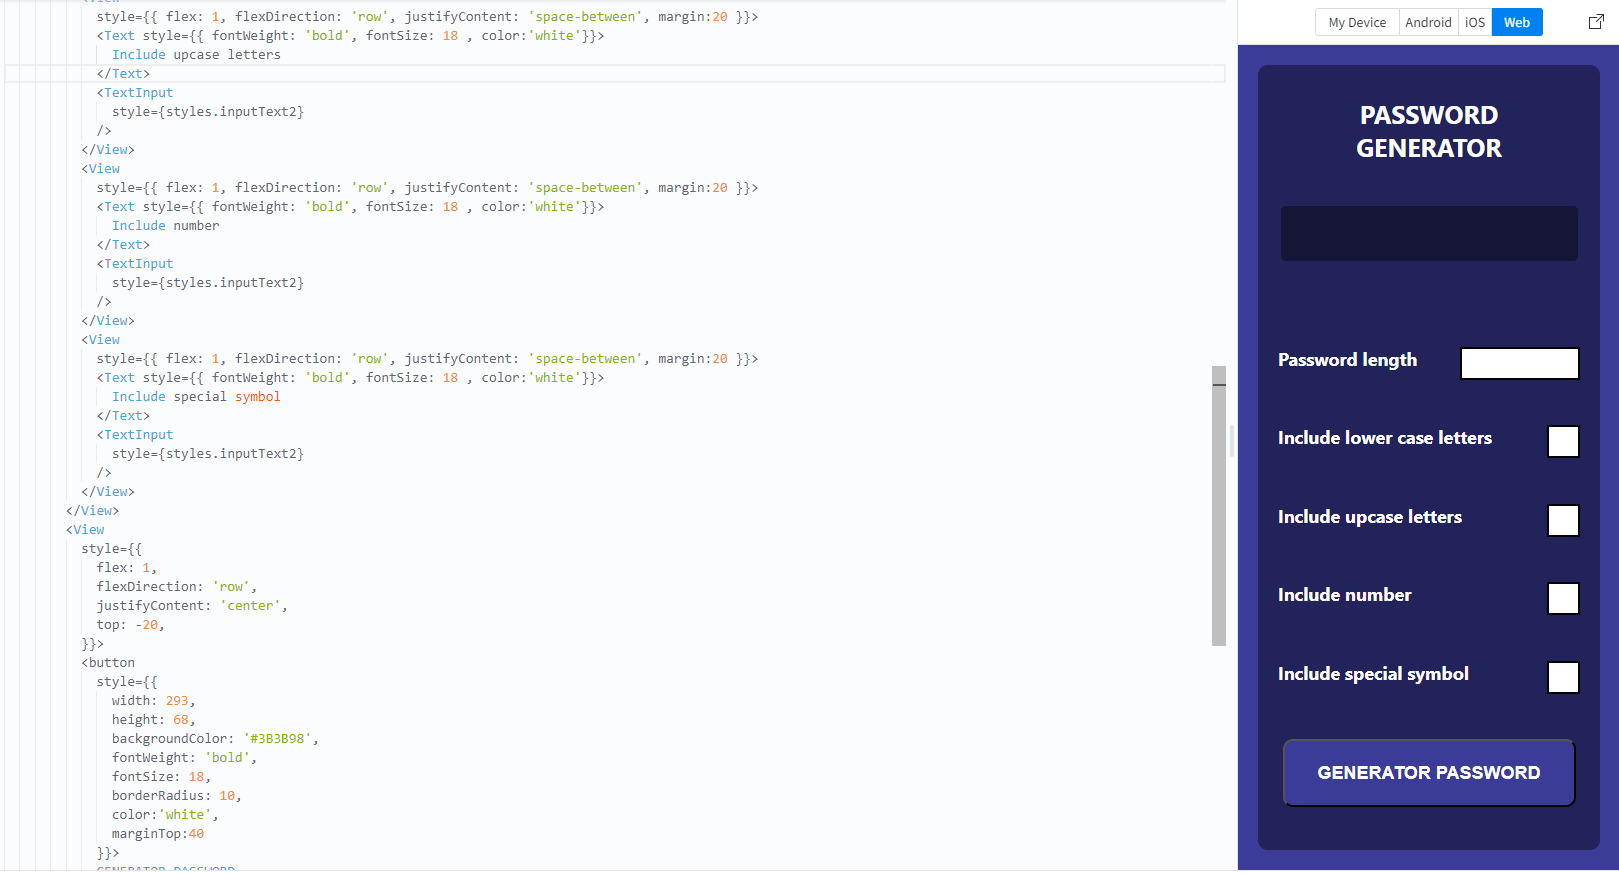 style={{ flex: 1, flexDirection: 'row', justifyContent: 'space-between', margin:20 }}>
<Text style={{ fontWeight: 'bold', fontSize: 18 , color:'white'}}>
Include upcase letters
</Text>
<TextInput
style={styles.inputText2}
/>
</View>
<View
style={{ flex: 1, flexDirection: 'row', justifyContent: 'space-between', margin:20 }}>
<Text style={{ fontWeight: 'bold', fontSize: 18 , color:'white'}}>
Include number
</Text>
<TextInput
style={styles.inputText2}
/>
</View>
<View
style={{ flex: 1, flexDirection: 'row', justifyContent: 'space-between', margin:20 }}>
<Text style={{ fontWeight: 'bold', fontSize: 18 , color:'white'}}>
Include special symbol
</Text>
<TextInput
style={styles.inputText2}
/>
</View>
</View>
<View
style={{
flex: 1,
flexDirection: 'row',
justifyContent: 'center',
top: -20,
}}>
<button
style={{
width: 293,
height: 68,
backgroundColor: '#3B3B98',
fontWeight: 'bold',
fontSize: 18,
borderRadius: 10,
color:'white',
marginTop:40
}}>
GENERATOR PASSWORD
My Device Android iOS Web
PASSWORD
GENERATOR
Password length
Include lower case letters
Include upcase letters
Include number
Include special symbol
GENERATOR PASSWORD